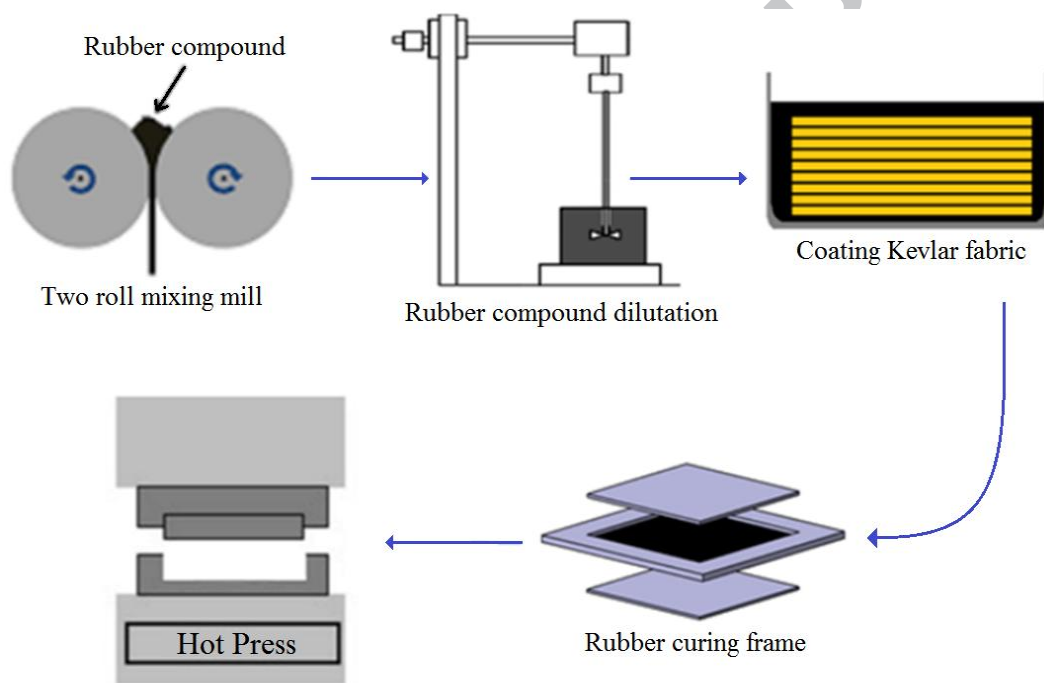 Rubber compound
Two roll mixing mill
Rubber compound dilutation
Coating Kevlar fabric
Rubber curing frame
Hot Press